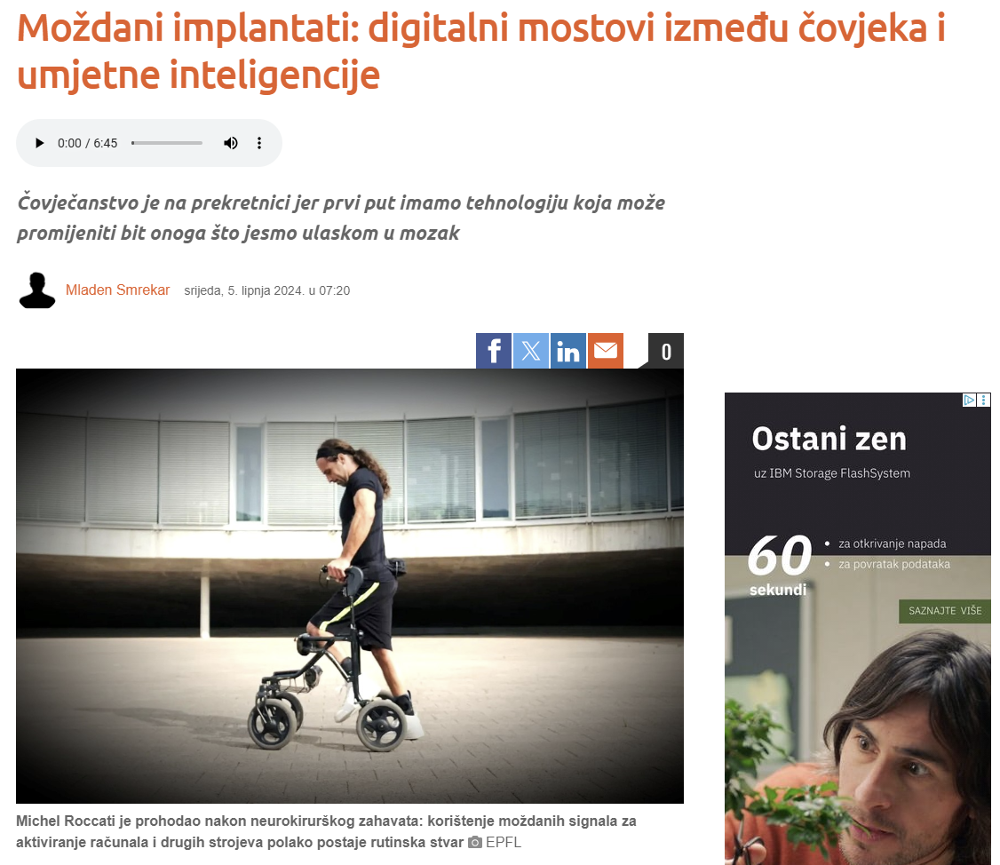 Moždani implantati: digitalni mostovi između čovjeka i
umjetne inteligencije
0:00 / 6:45
Čovječanstvo je na prekretnici jer prvi put imamo tehnologiju koja može
promijeniti bit onoga što jesmo ulaskom u mozak
Mladen Smrekar srijeda, 5. lipnja 2024. u 07:20
0
Michel Roccati je prohodao nakon neurokirurškog zahavata: korištenje moždanih signala za
aktiviranje računala i drugih strojeva polako postaje rutinska stvar EPFL
Ostani zen
uz IBM Storage FlashSystem
60
sekundi
• za otkrivanje napada
• za povratak podataka
SAZNAJTE VIŠE